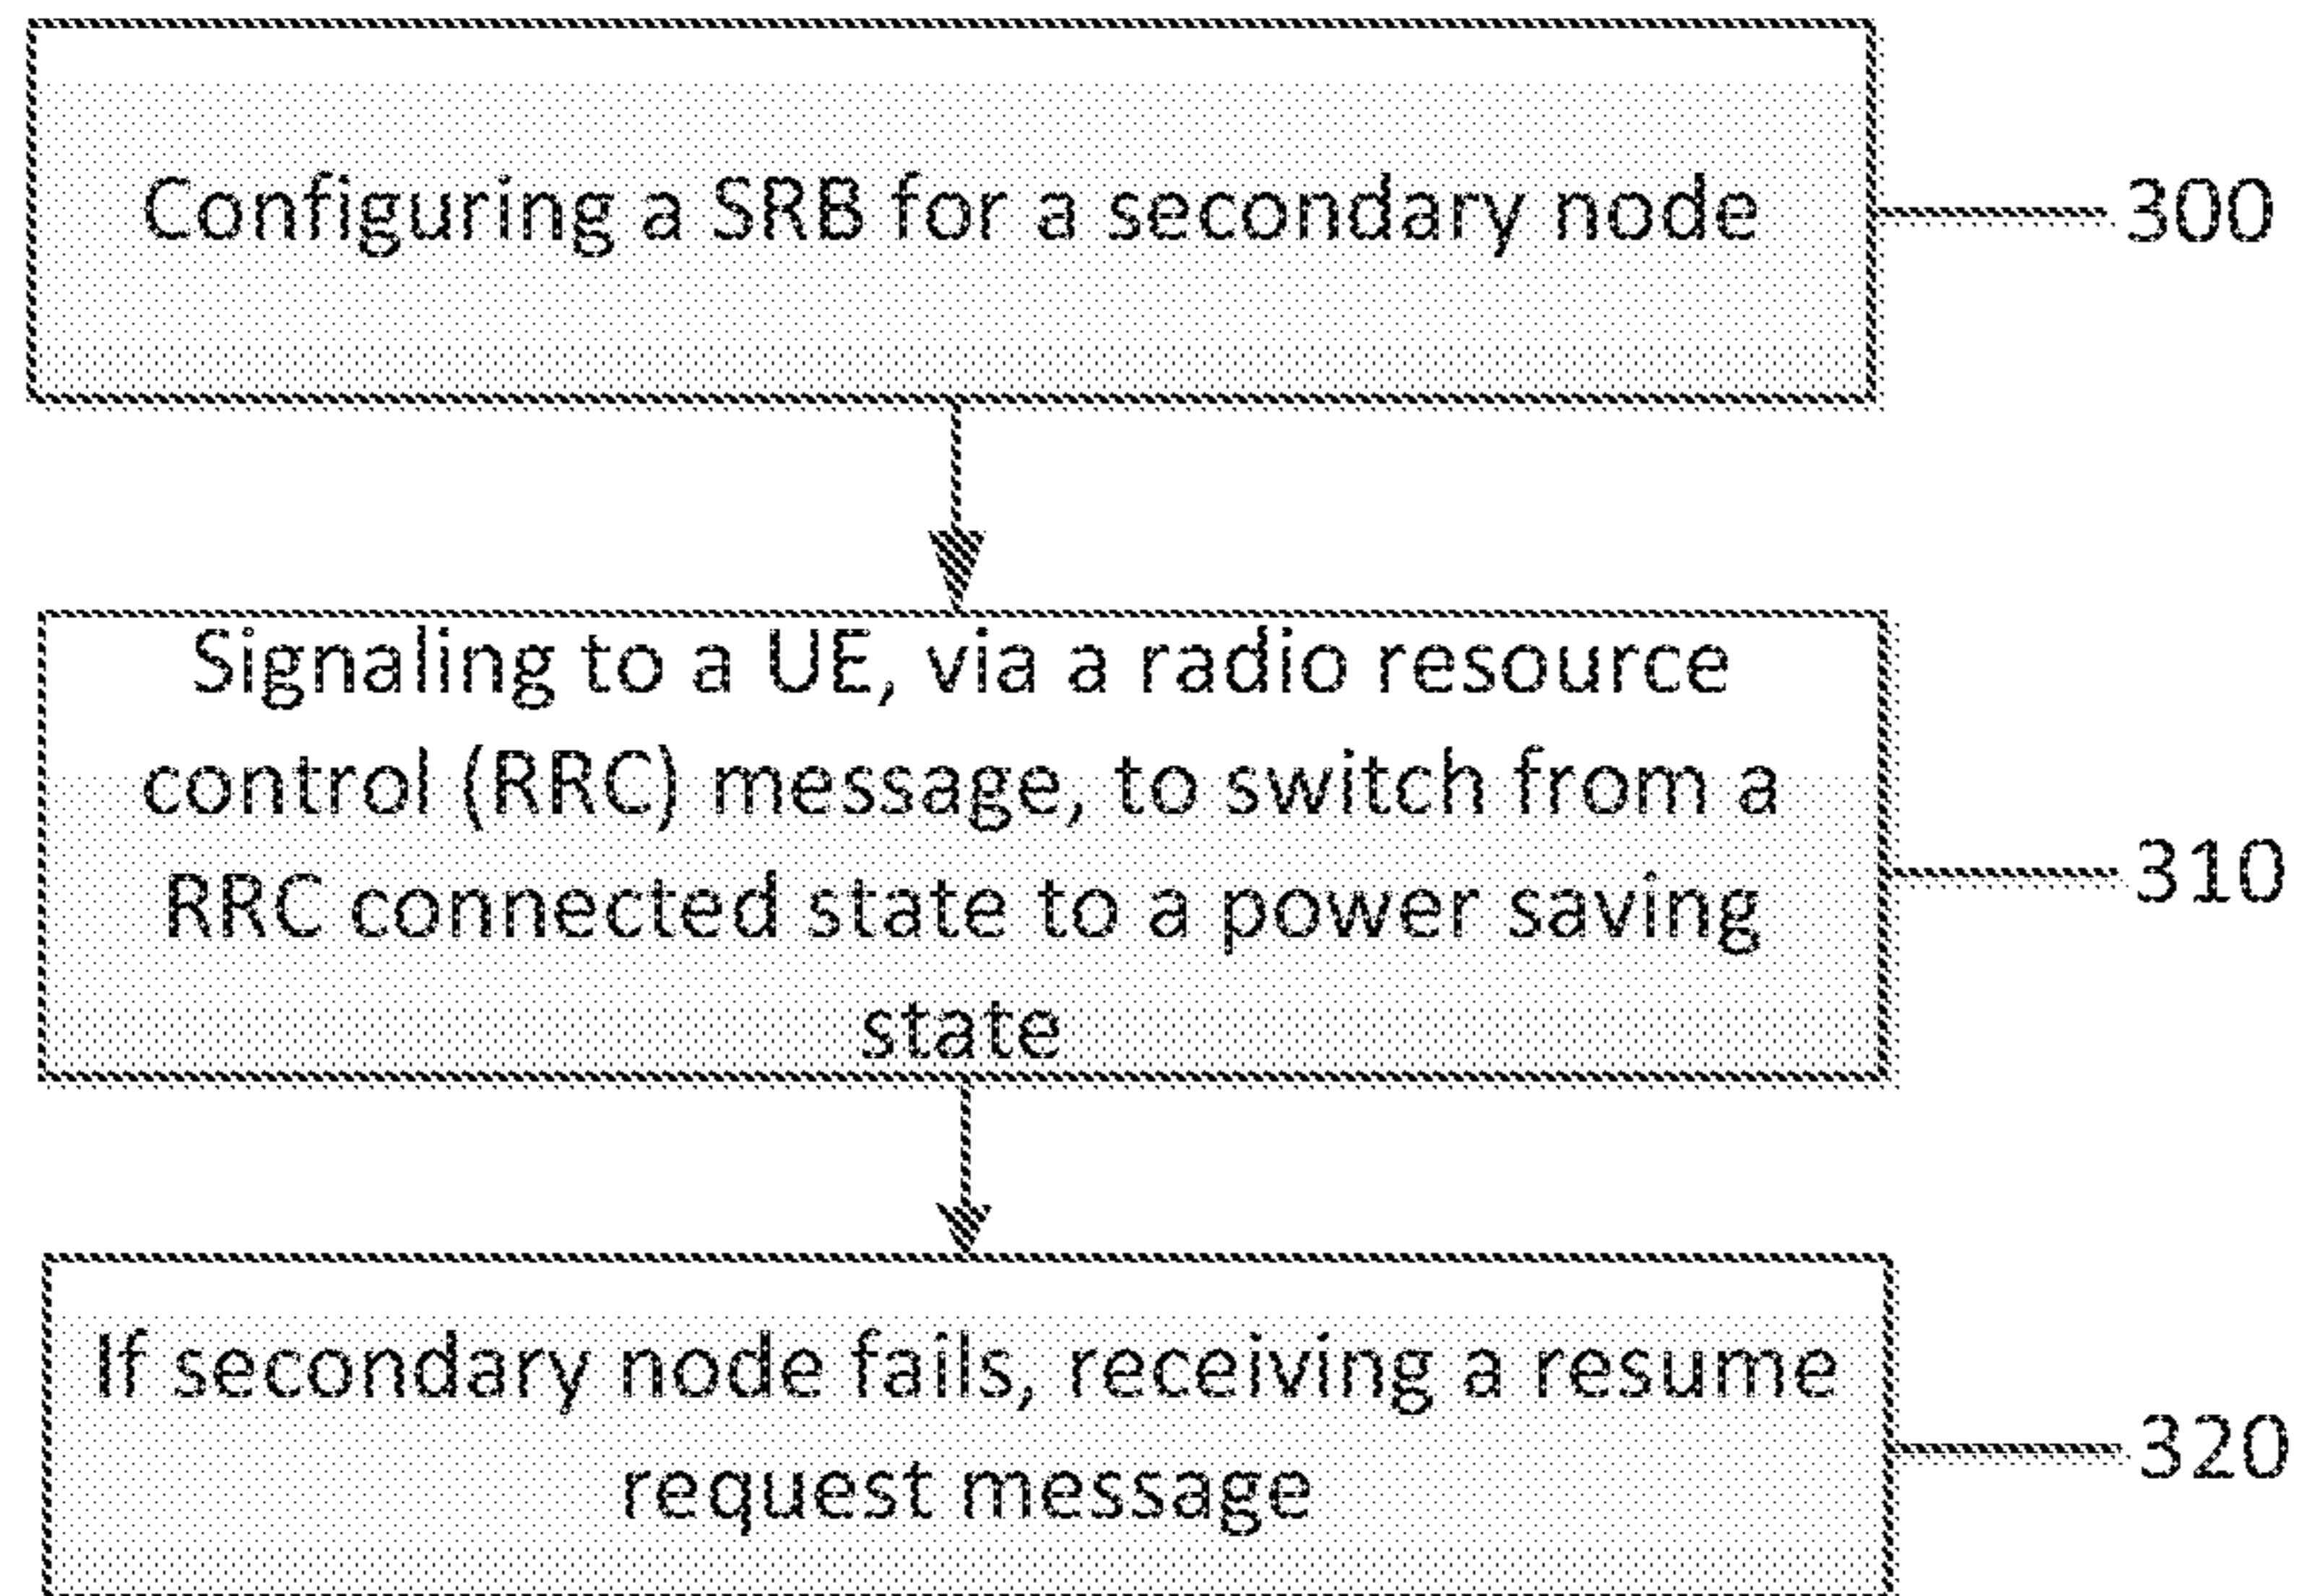 Configuring a SRB for a secondary node
300
Signaling to a UE, via a radio resource
control (RRC) message, to switch from a
RRC connected state to a power saving
state
310
If secondary node fails, receiving a resume
request message
320